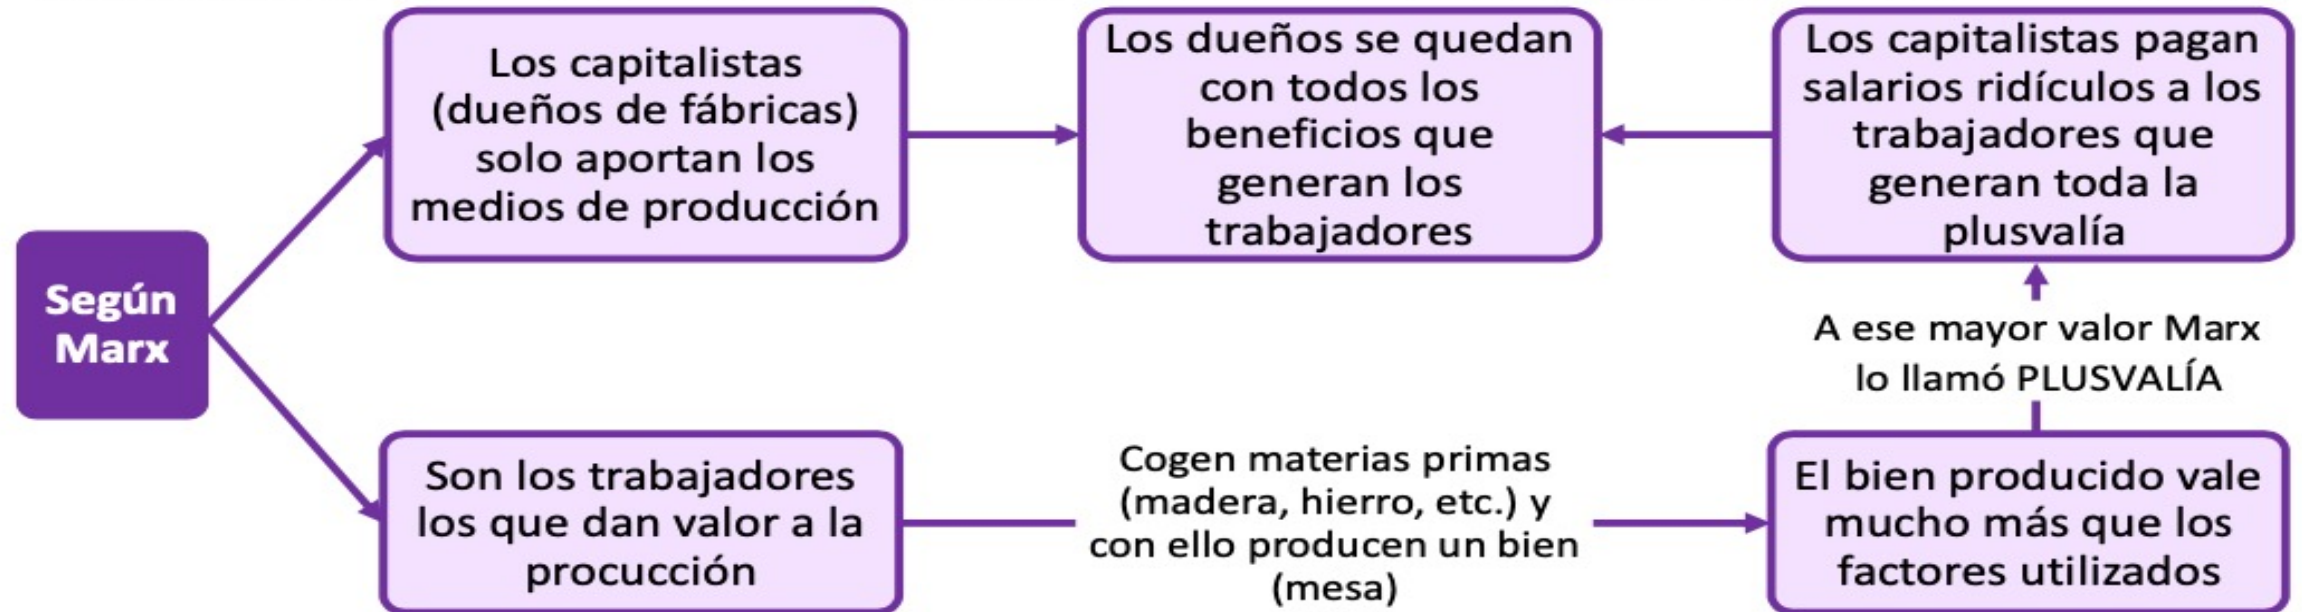 Según
Marx
Los capitalistas
(dueños de fábricas)
solo aportan los
medios de producción
Los dueños se quedan
con todos los
beneficios que
generan los
trabajadores
Los capitalistas pagan
salarios ridículos a los
trabajadores que
generan toda la
plusvalía
Son los trabajadores
los que dan valor a la
procucción
Cogen materias primas
(madera, hierro, etc.) y
con ello producen un bien
(mesa)
El bien producido vale
mucho más que los
factores utilizados
A ese mayor valor Marx
lo llamó PLUSVALÍA